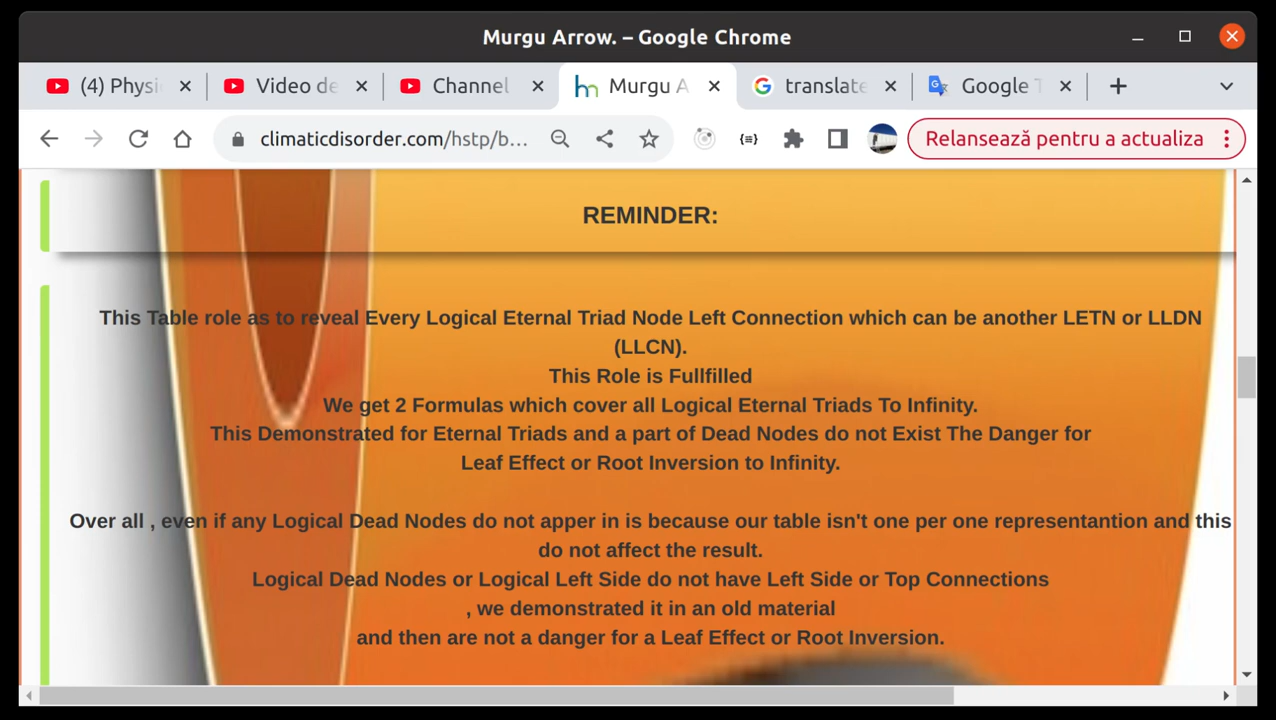 Murgu Arrow. – Google Chrome
(4) Physi
Video de
Channel
Murgu A
translate
Google T
climaticdisorder.com/hstp/b...
Relansează pentru a actualiza
REMINDER:
This Table role as to reveal Every Logical Eternal Triad Node Left Connection which can be another LETN or LLDN
(LLCN).
This Role is Fullfilled
We get 2 Formulas which cover all Logical Eternal Triads To Infinity.
This Demonstrated for Eternal Triads and a part of Dead Nodes do not Exist The Danger for
Leaf Effect or Root Inversion to Infinity.
Over all , even if any Logical Dead Nodes do not apper in is because our table isn't one per one representantion and this
do not affect the result.
Logical Dead Nodes or Logical Left Side do not have Left Side or Top Connections
, we demonstrated it in an old material
and then are not a danger for a Leaf Effect or Root Inversion.